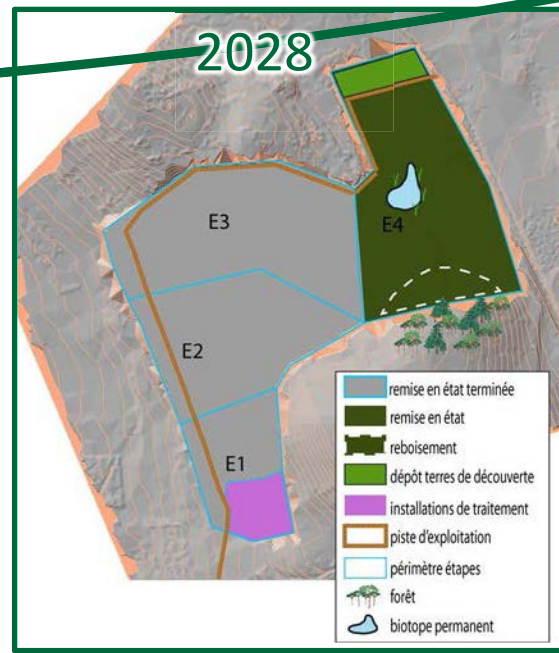 2028
E3
E4
E2
E1
remise en état terminée
remise en état
reboisement
dépôt terres de découverte
installations de traitement
piste d'exploitation
périmètre étapes
forêt
biotope permanent